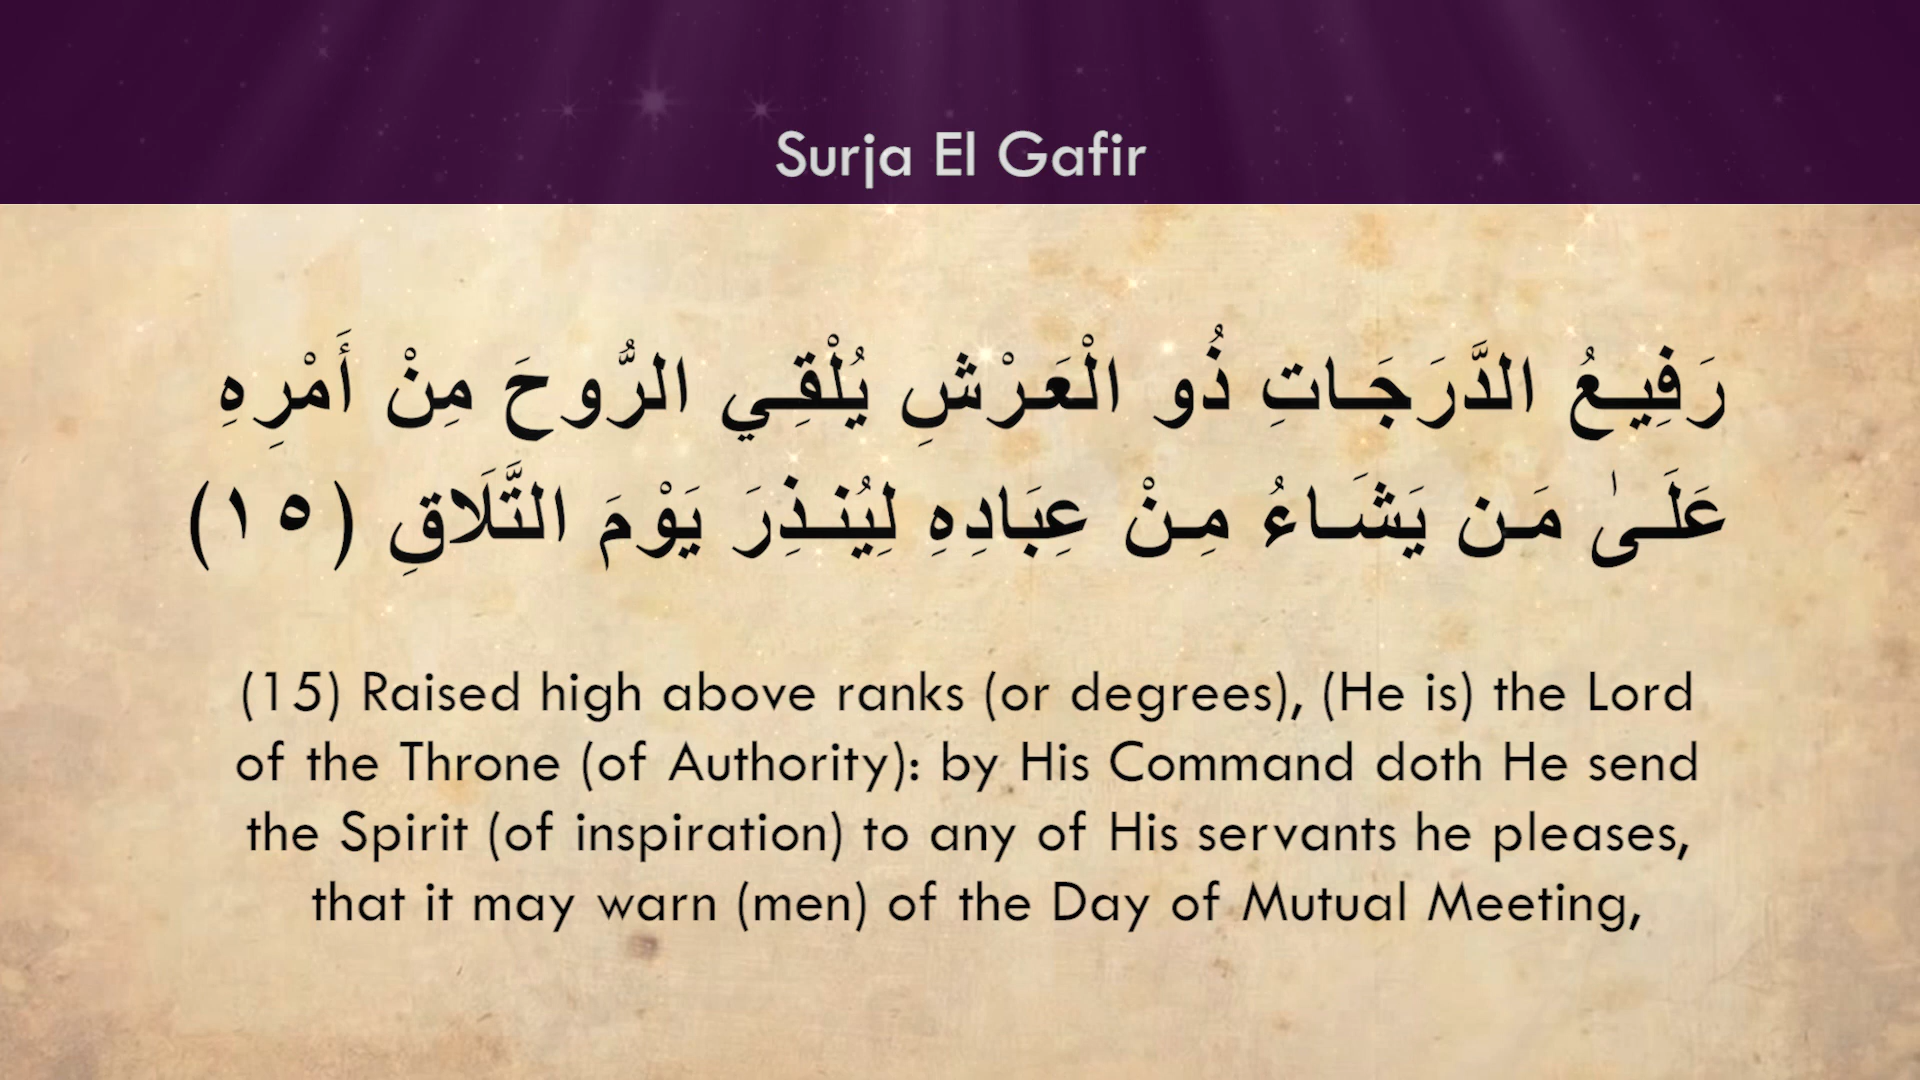 Surja El Gafir
رَفِيعُ الدَّرَجَاتِ ذُو الْعَرْشِ يُلْقِي الرُّوحَ مِنْ أَمْرِهِ
عَلَىٰ مَن يَشَاءُ مِنْ عِبَادِهِ لِيُنذِرَ يَوْمَ التَّلَاقِ (١٥)
(15) Raised high above ranks (or degrees), (He is) the Lord
of the Throne (of Authority): by His Command doth He send
the Spirit (of inspiration) to any of His servants he pleases,
that it may warn (men) of the Day of Mutual Meeting,